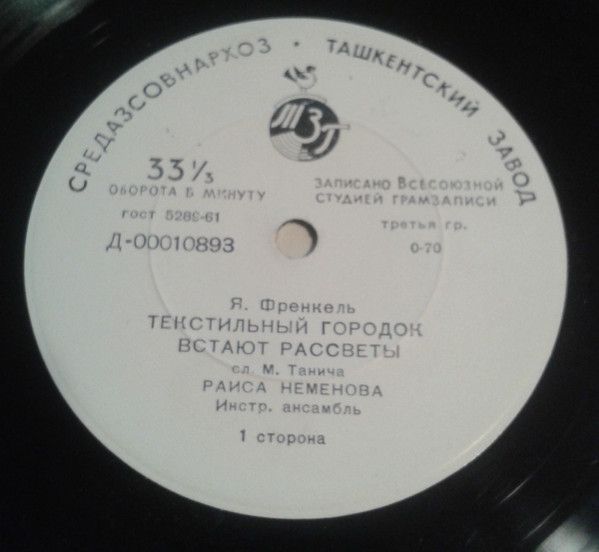 СРЕДАЗСОВНАРХОЗ • ТАШКЕНТСКИЙ ЗАВОД
ТЗГ
33⅓
ОБОРОТА В МИНУТУ
ГОСТ 5289-61
Д-00010893
ЗАПИСАНО ВСЕСОЮЗНОЙ
СТУДИЕЙ ГРАМЗАПИСИ
третья гр.
0-70
Я. Френкель
ТЕКСТИЛЬНЫЙ ГОРОДОК
ВСТАЮТ РАССВЕТЫ
сл. М. Танича
РАИСА НЕМЕНОВА
Инстр. ансамбль
1 сторона